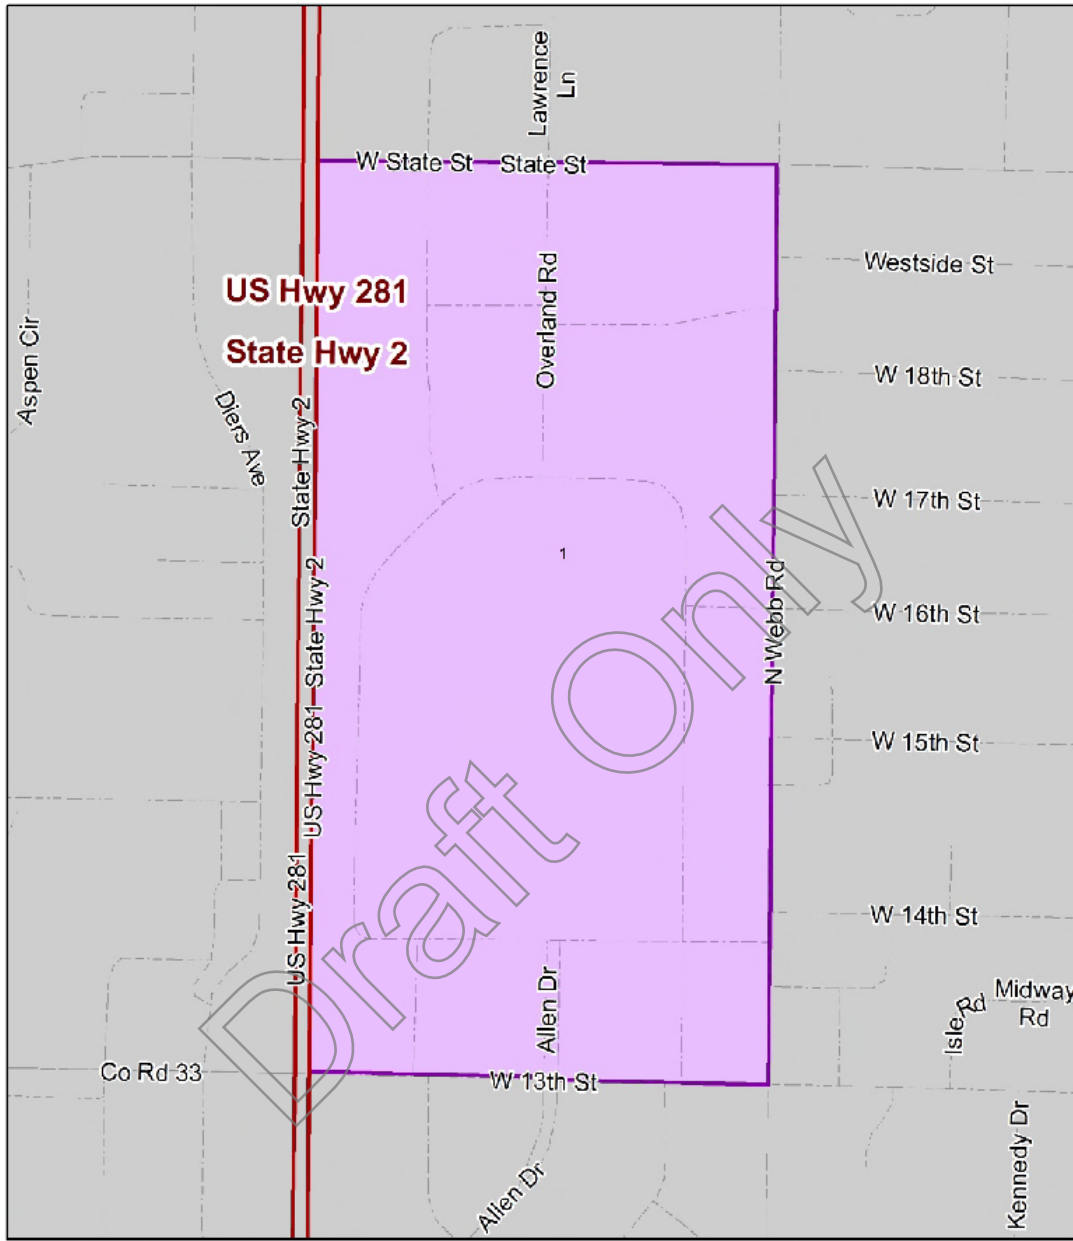 Lawrence
Ln
W State St
State St
Westside St
US Hwy 281
State Hwy 2
Overland Rd
Aspen Cir
W 18th St
Diers Ave
State Hwy 2
W 17th St
1
State Hwy 2
N Webb Rd
W 16th St
US Hwy 281
W 15th St
US Hwy 281
W 14th St
Draft Only
Allen Dr
Isle Rd
Midway
Rd
Co Rd 33
W 13th St
Allen Dr
Kennedy Dr